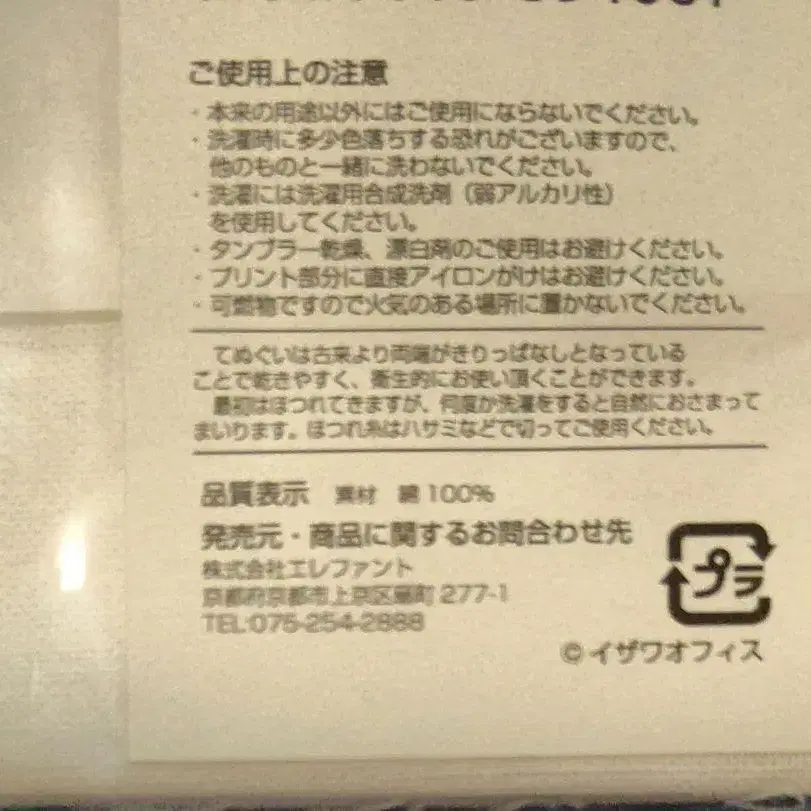 ご使用上の注意
・本来の用途以外にはご使用にならないでください。
・洗濯時に多少色落ちする恐れがございますので、
他のものと一緒に洗わないでください。
・洗濯には洗濯用合成洗剤（弱アルカリ性）
を使用してください。
・タンブラー乾燥、漂白剤のご使用はお避けください。
・プリント部分に直接アイロンがけはお避けください。
・可燃物ですので火気のある場所に置かないでください。
てぬぐいは古来より両端がきりっぱなしとなっている
ことで乾きやすく、衛生的にお使い頂くことができます。
最初はほつれてきますが、何度か洗濯をすると自然におさまって
まいります。ほつれ糸はハサミなどで切ってご使用ください。
品質表示 素材 綿100%
発売元・商品に関するお問合わせ先
株式会社エレファント
京都府京都市上京区 277-1
TEL:075-254-2888
プラ
©イザワオフィス